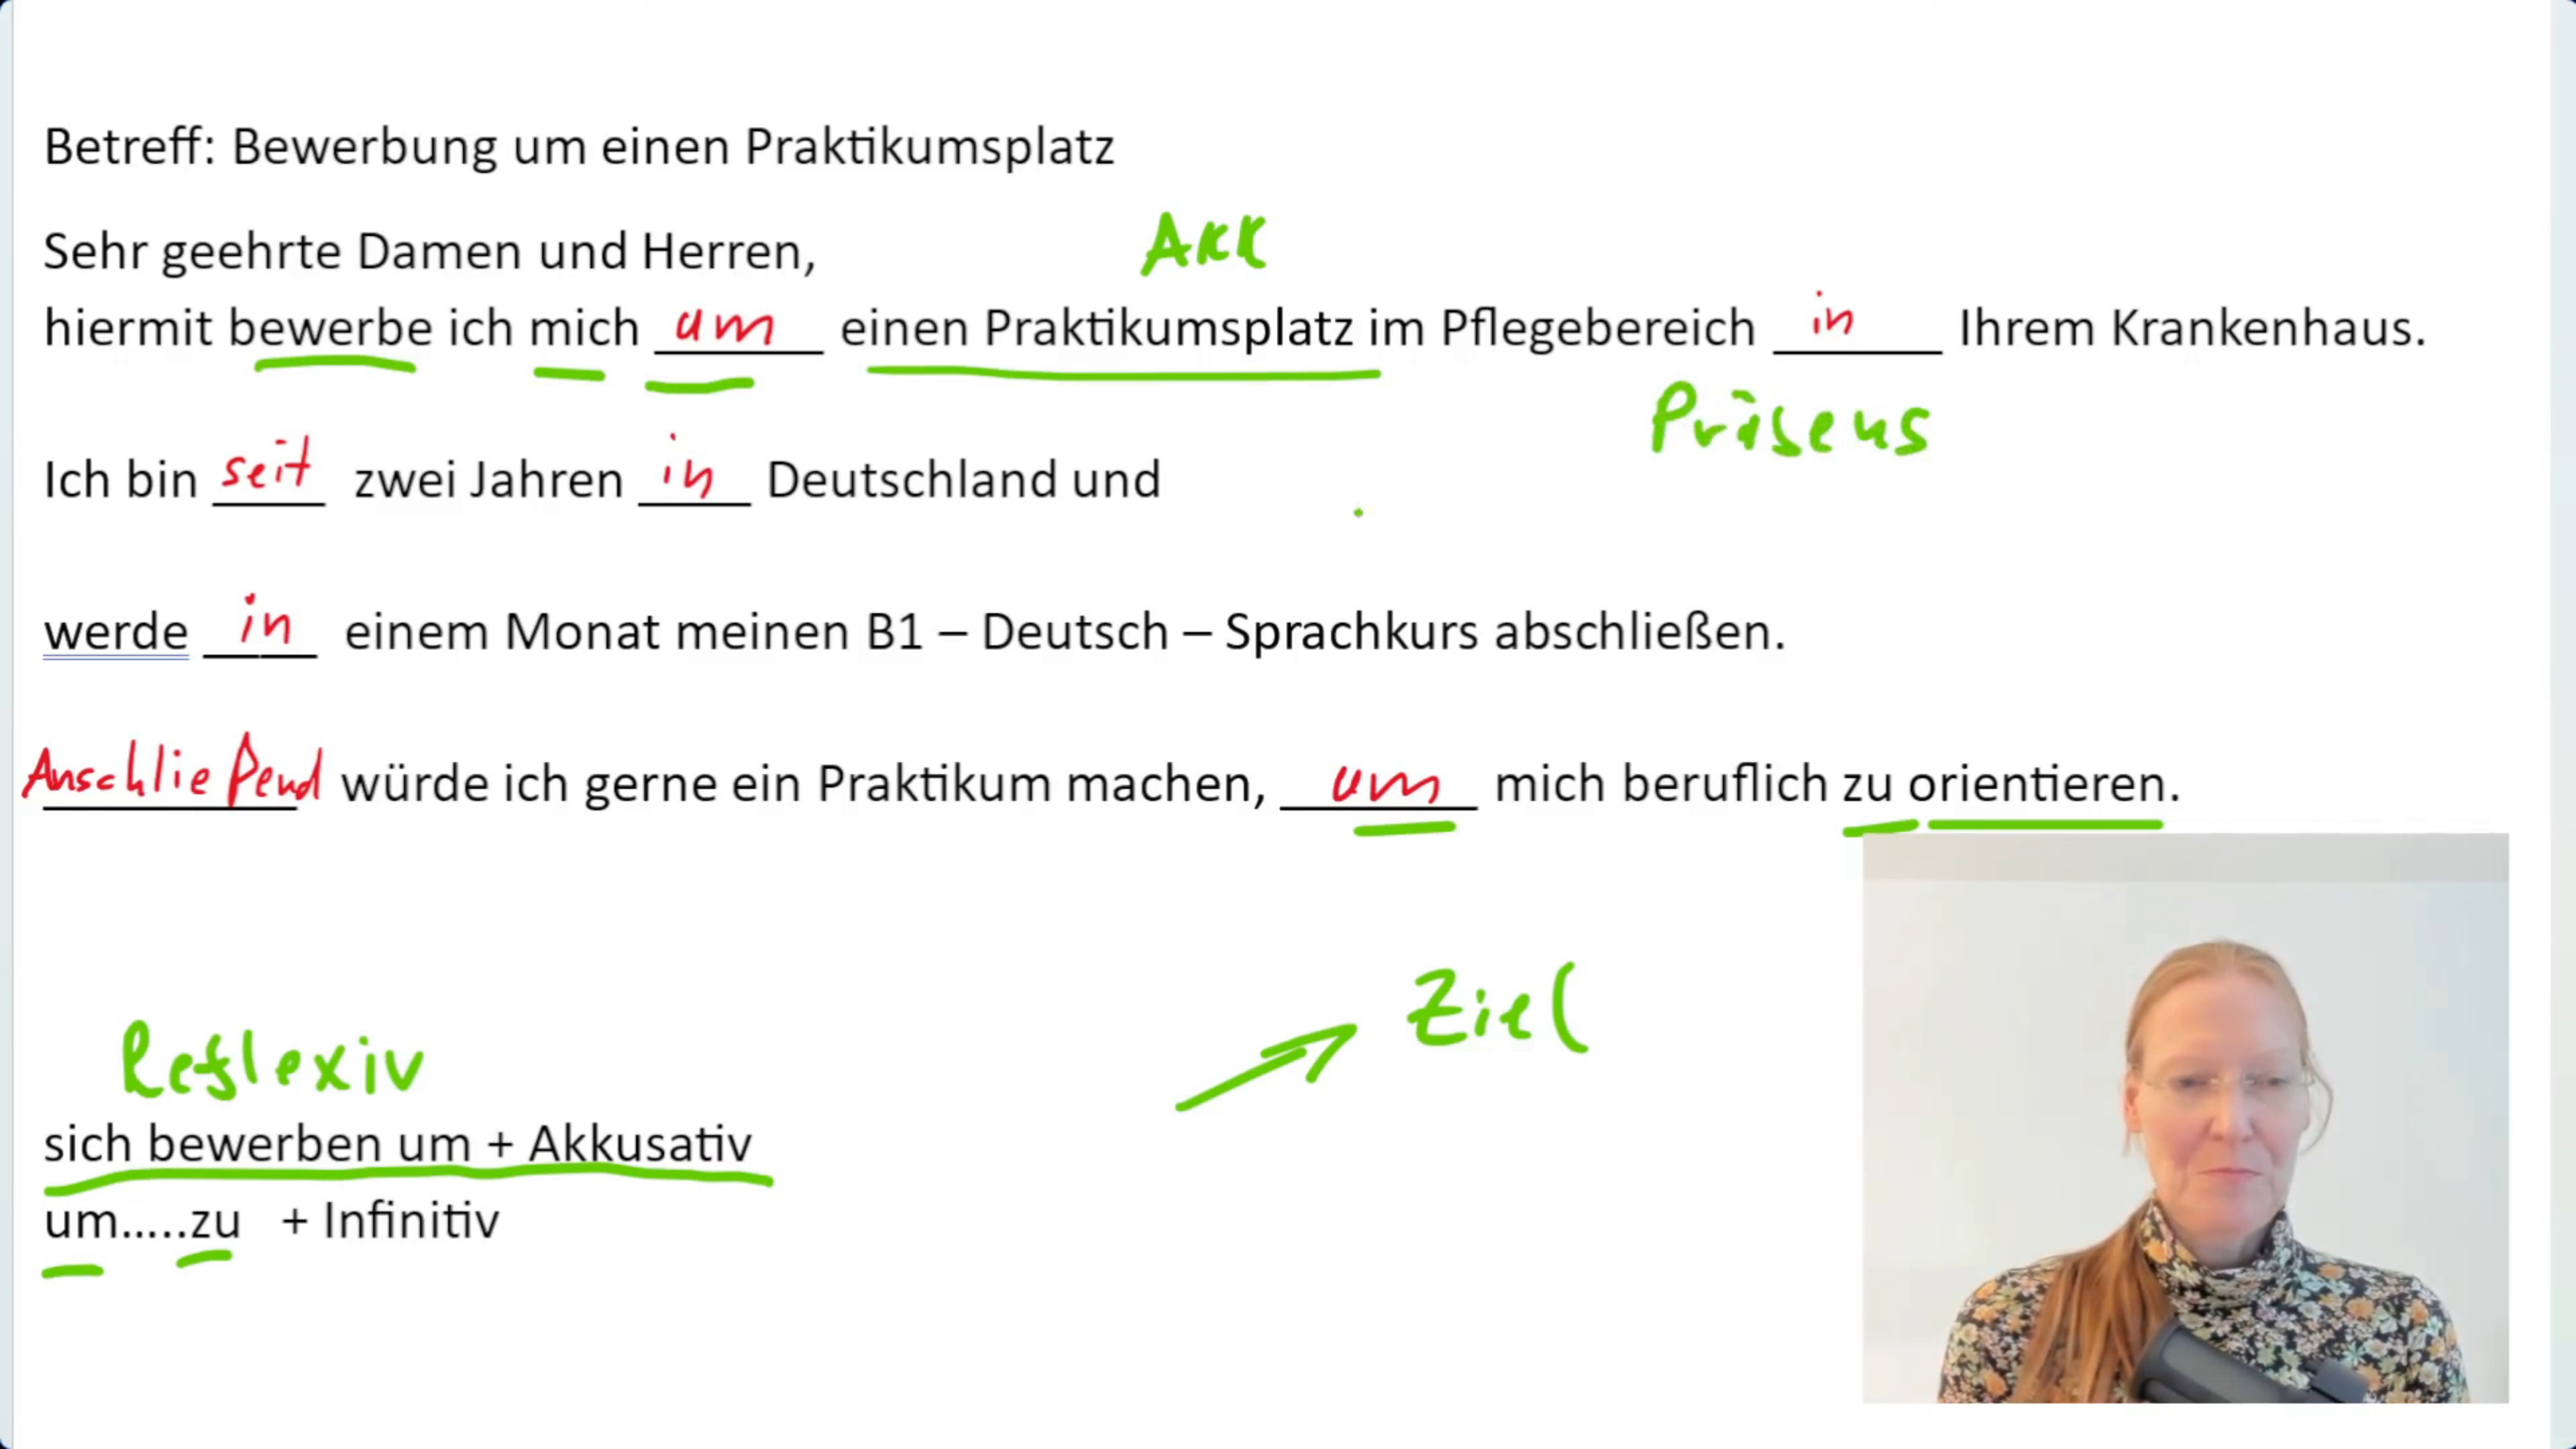 Betreff: Bewerbung um einen Praktikumsplatz
Sehr geehrte Damen und Herren,
Akk
hiermit bewerbe ich mich um einen Praktikumsplatz im Pflegebereich in Ihrem Krankenhaus.
Präsens
Ich bin seit zwei Jahren in Deutschland und
werde in einem Monat meinen B1 – Deutsch – Sprachkurs abschließen.
Anschließend würde ich gerne ein Praktikum machen, um mich beruflich zu orientieren.
Ziel
Reflexiv
sich bewerben um + Akkusativ
um.....zu + Infinitiv